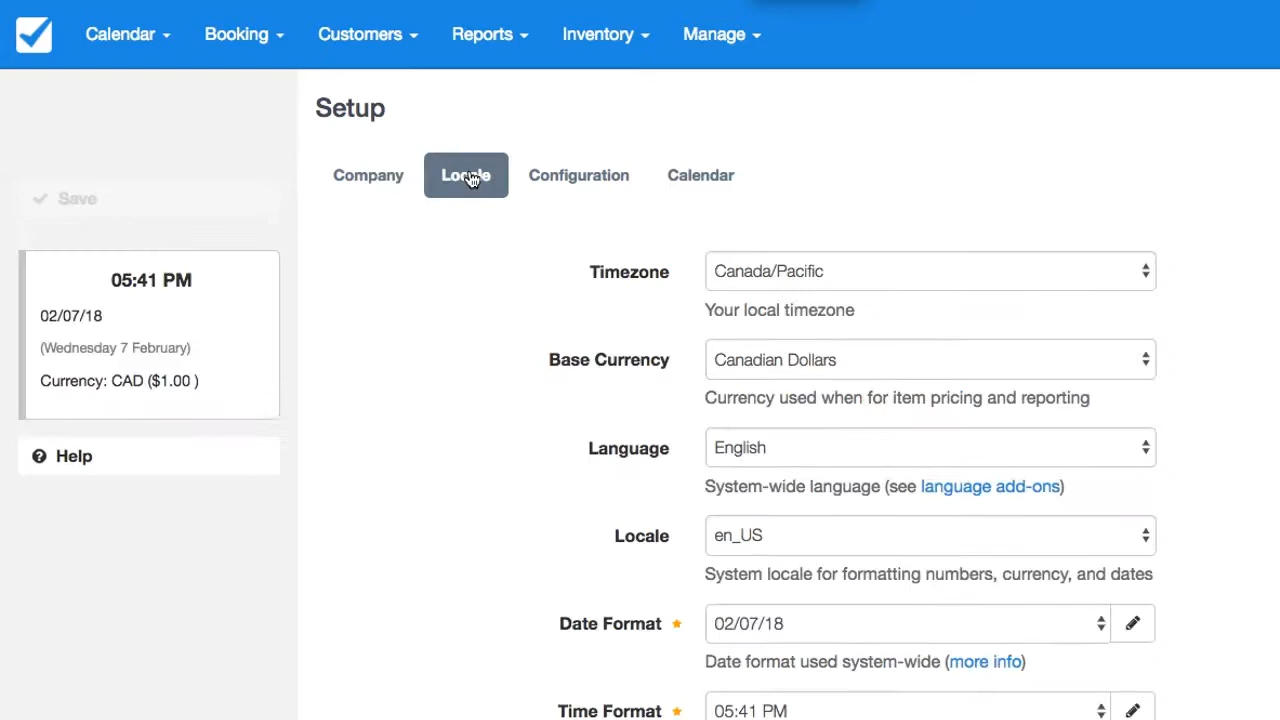 Calendar Booking Customers Reports Inventory Manage
Setup
Company Locale Configuration Calendar
Save
05:41 PM
02/07/18
(Wednesday 7 February)
Currency: CAD ($1.00 )
Help
Timezone Canada/Pacific
Your local timezone
Base Currency Canadian Dollars
Currency used when for item pricing and reporting
Language English
System-wide language (see language add-ons)
Locale en_US
System locale for formatting numbers, currency, and dates
Date Format 02/07/18
Date format used system-wide (more info)
Time Format 05:41 PM